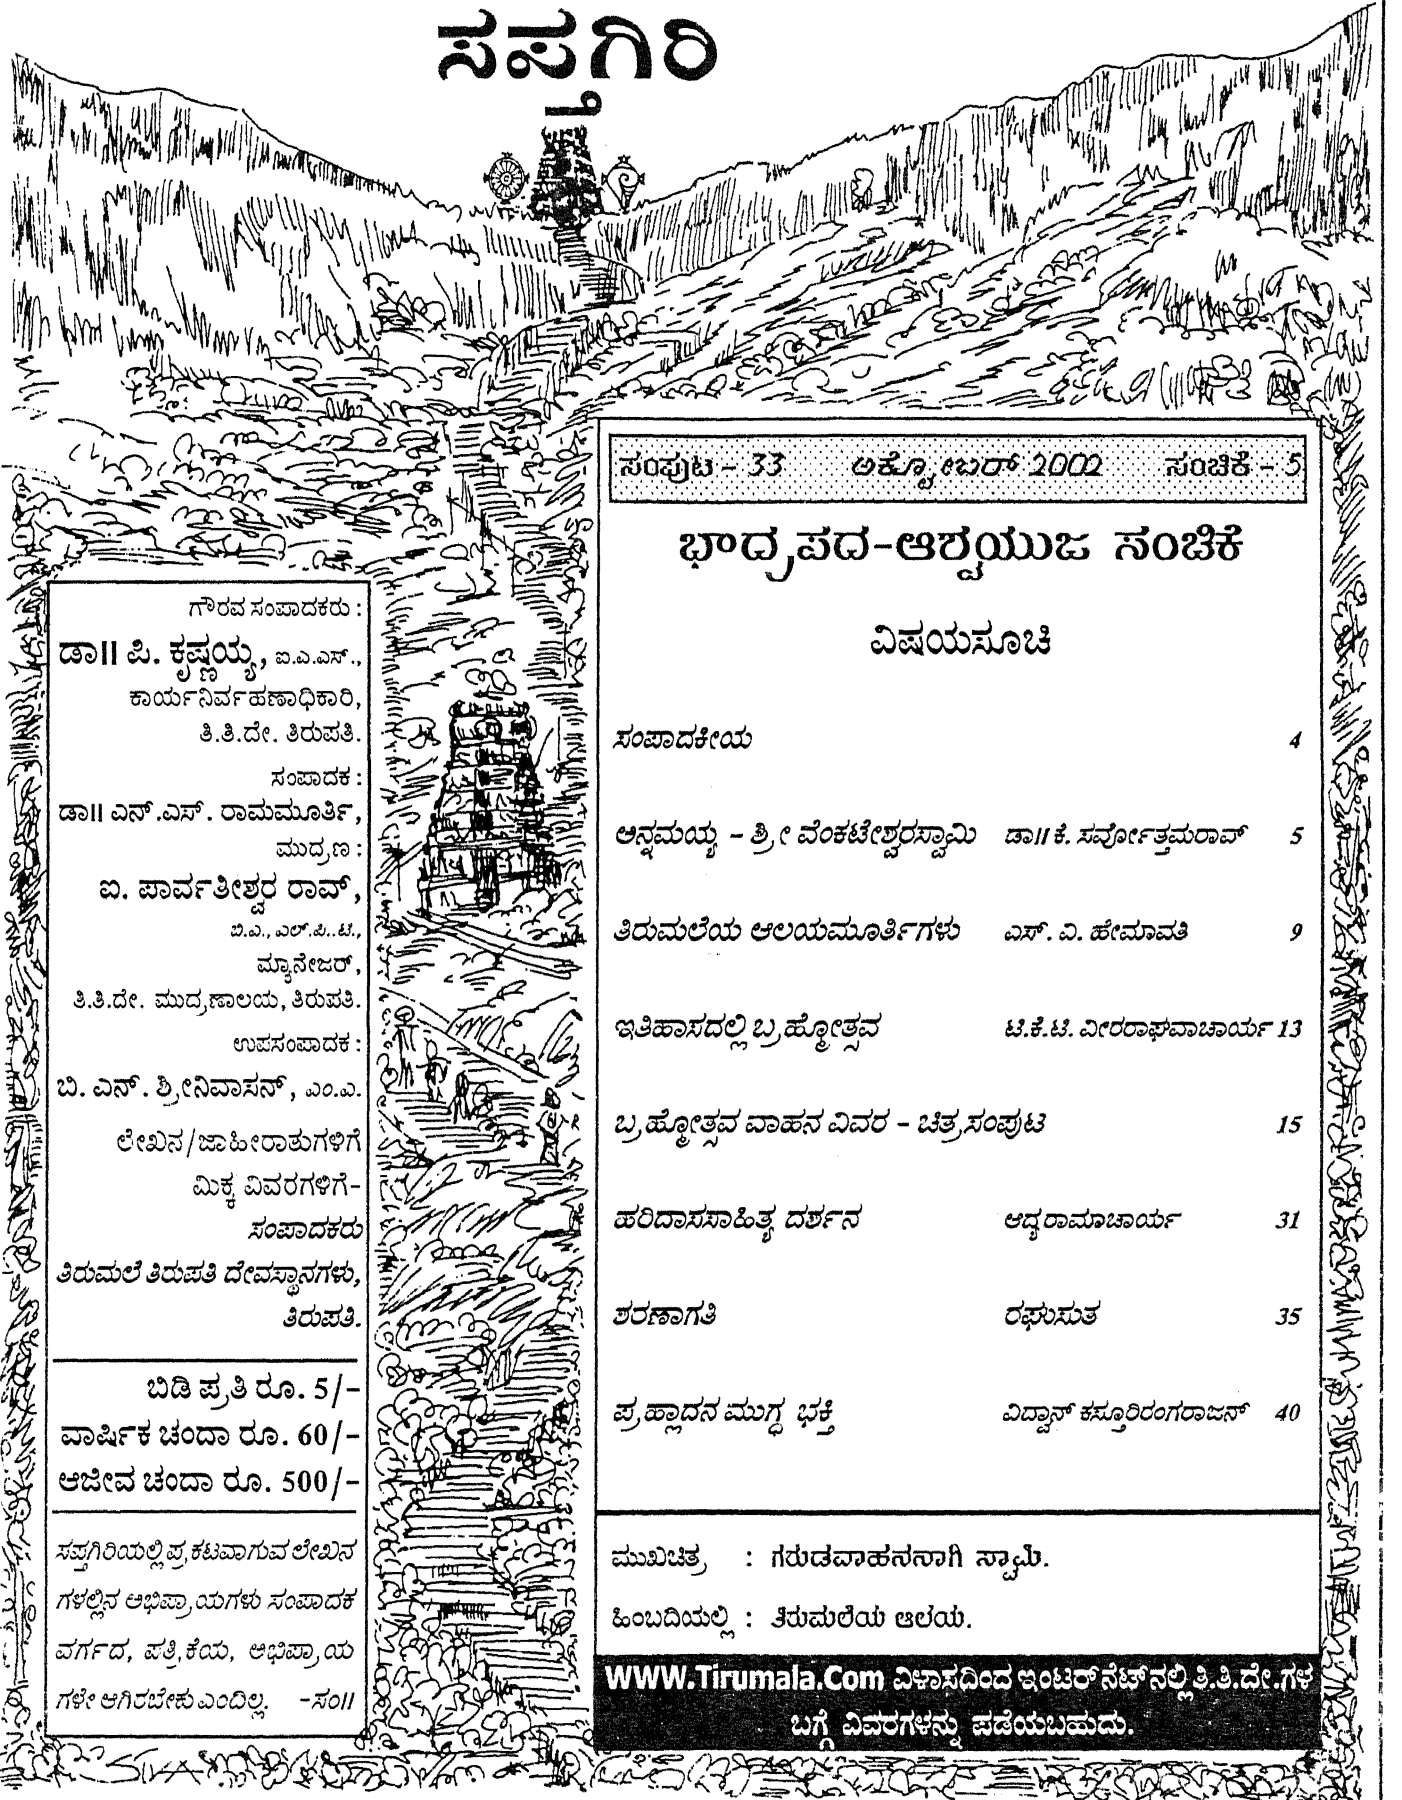 ಸಪ್ತಗಿರಿ
ಗೌರವ ಸಂಪಾದಕರು :
ಡಾ॥ ಪಿ. ಕೃಷ್ಣಯ್ಯ, ಐ.ಎ.ಎಸ್.,
ಕಾರ್ಯನಿರ್ವಹಣಾಧಿಕಾರಿ,
ತಿ.ತಿ.ದೇ. ತಿರುಪತಿ.
ಸಂಪಾದಕ :
ಡಾ॥ ಎನ್.ಎಸ್. ರಾಮಮೂರ್ತಿ,
ಮುದ್ರಣ :
ಐ. ಪಾರ್ವತೀಶ್ವರ ರಾವ್,
ಬಿ.ಎ., ಎಲ್.ಪಿ..ಟಿ.,
ಮ್ಯಾನೇಜರ್,
ತಿ.ತಿ.ದೇ. ಮುದ್ರಣಾಲಯ, ತಿರುಪತಿ.
ಉಪಸಂಪಾದಕ :
ಬಿ. ಎನ್. ಶ್ರೀನಿವಾಸನ್, ಎಂ.ಎ.
ಲೇಖನ/ಜಾಹೀರಾತುಗಳಿಗೆ
ಮಿಕ್ಕ ವಿವರಗಳಿಗೆ-
ಸಂಪಾದಕರು
ತಿರುಮಲೆ ತಿರುಪತಿ ದೇವಸ್ಥಾನಗಳು,
ತಿರುಪತಿ.
ಬಿಡಿ ಪ್ರತಿ ರೂ. 5/-
ವಾರ್ಷಿಕ ಚಂದಾ ರೂ. 60/-
ಆಜೀವ ಚಂದಾ ರೂ. 500/-
ಸಪ್ತಗಿರಿಯಲ್ಲಿ ಪ್ರಕಟವಾಗುವ ಲೇಖನ
ಗಳಲ್ಲಿನ ಅಭಿಪ್ರಾಯಗಳು ಸಂಪಾದಕ
ವರ್ಗದ, ಪತ್ರಿಕೆಯ, ಅಭಿಪ್ರಾಯ
ಗಳೇ ಆಗಿರಬೇಕು ಎಂದಿಲ್ಲ. -ಸಂ॥
ಸಂಪುಟ - 33 ಅಕ್ಟೋಬರ್ 2002 ಸಂಚಿಕೆ - 5
ಭಾದ್ರಪದ-ಆಶ್ವಯುಜ ಸಂಚಿಕೆ
ವಿಷಯಸೂಚಿ
ಸಂಪಾದಕೀಯ 4
ಅನ್ನಮಯ್ಯ - ಶ್ರೀ ವೆಂಕಟೇಶ್ವರಸ್ವಾಮಿ ಡಾ॥ ಕೆ. ಸರ್ವೋತ್ತಮರಾವ್ 5
ತಿರುಮಲೆಯ ಆಲಯಮೂರ್ತಿಗಳು ಎಸ್. ಎ. ಹೇಮಾವತಿ 9
ಇತಿಹಾಸದಲ್ಲಿ ಬ್ರಹ್ಮೋತ್ಸವ ಟಿ.ಕೆ.ಟಿ. ವೀರರಾಘವಾಚಾರ್ಯ 13
ಬ್ರಹ್ಮೋತ್ಸವ ವಾಹನ ವಿವರ - ಚಿತ್ರಸಂಪುಟ 15
ಹರಿದಾಸಸಾಹಿತ್ಯ ದರ್ಶನ ಆದ್ಯರಾಮಾಚಾರ್ಯ 31
ಶರಣಾಗತಿ ರಘುಸುತ 35
ಪ್ರಹ್ಲಾದನ ಮುಗ್ಧ ಭಕ್ತಿ ವಿದ್ವಾನ್ ಕಸ್ತೂರಿರಂಗರಾಜನ್ 40
ಮುಖಚಿತ್ರ : ಗರುಡವಾಹನನಾಗಿ ಸ್ವಾಮಿ.
ಹಿಂಬದಿಯಲ್ಲಿ : ತಿರುಮಲೆಯ ಆಲಯ.
WWW.Tirumala.Com ವಿಳಾಸದಿಂದ ಇಂಟರ್‌ನೆಟ್‌ನಲ್ಲಿ ತಿ.ತಿ.ದೇ.ಗಳ
ಬಗ್ಗೆ ವಿವರಗಳನ್ನು ಪಡೆಯಬಹುದು.